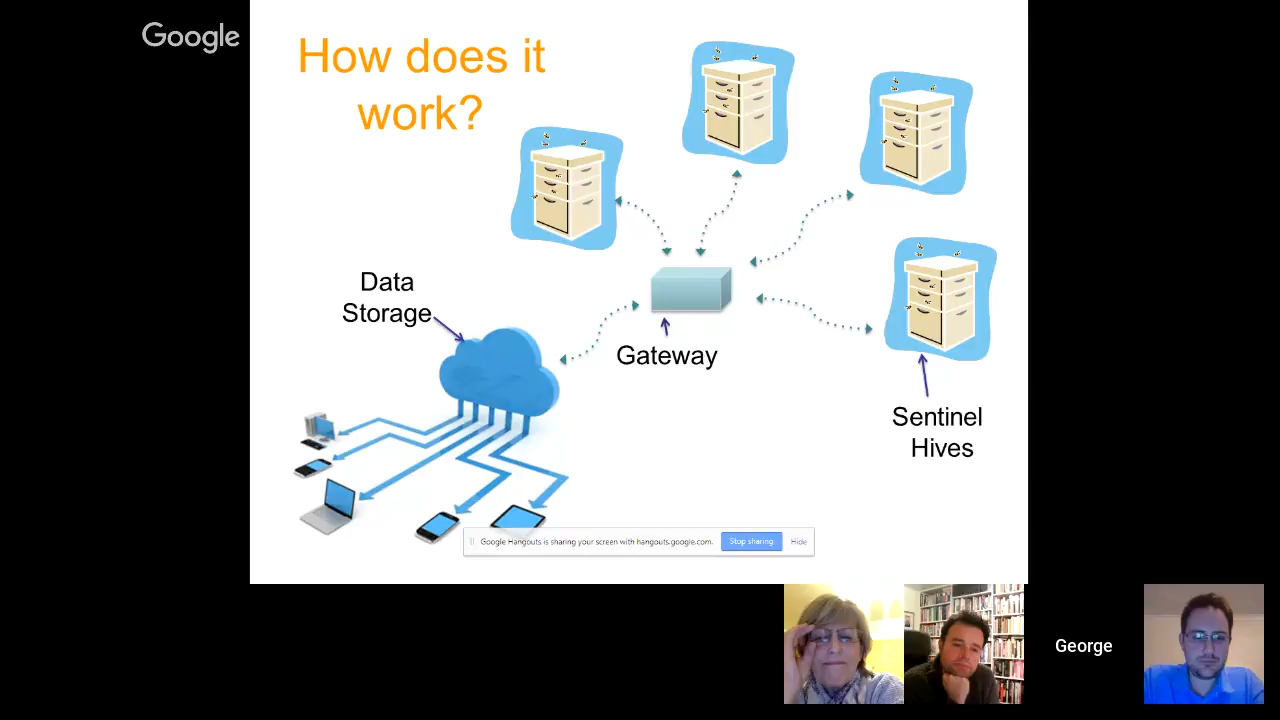 Google
How does it
work?
Data
Storage
Gateway
Sentinel
Hives
Google Hangouts is sharing your screen with hangouts.google.com.
Stop sharing
Hide
George